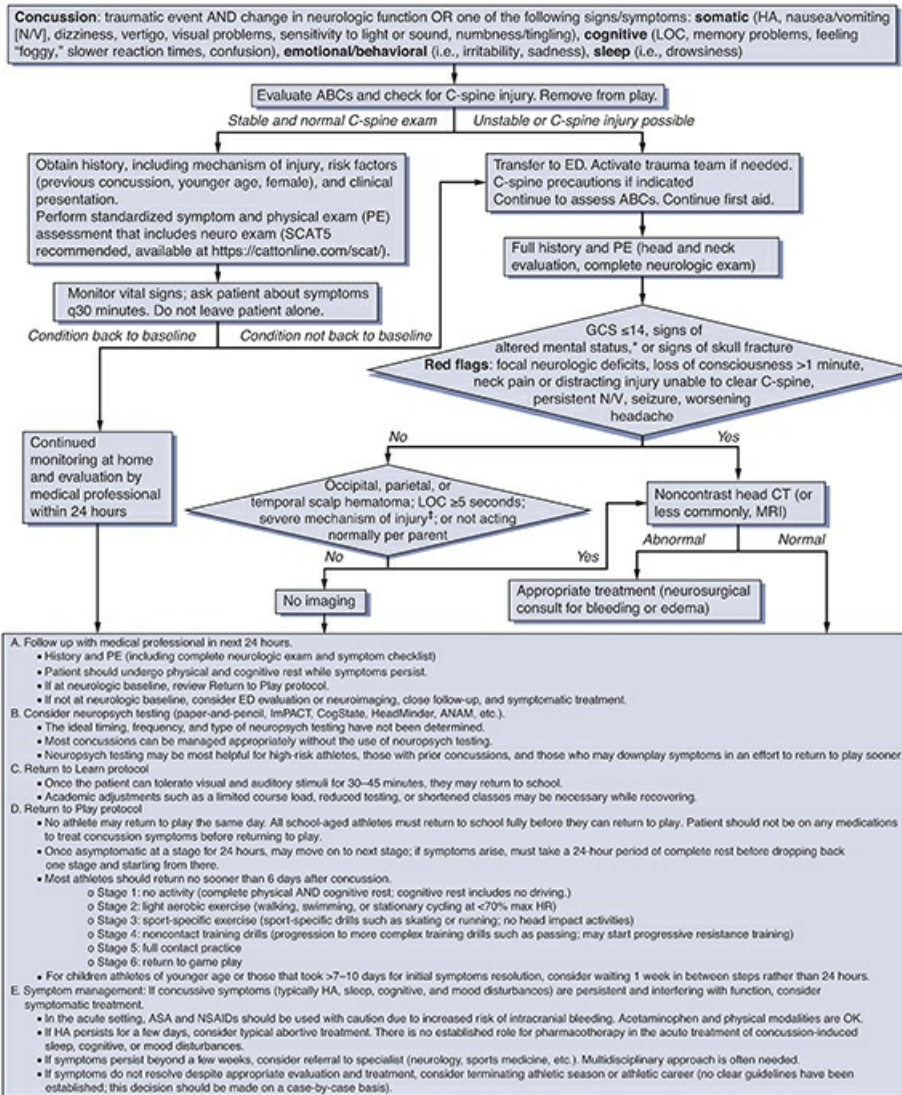 Concussion: traumatic event AND change in neurologic function OR one of the following signs/symptoms: somatic (HA, nausea/vomiting
[N/V], dizziness, vertigo, visual problems, sensitivity to light or sound, numbness/tingling), cognitive (LOC, memory problems, feeling
"foggy," slower reaction times, confusion), emotional/behavioral (i.e., irritability, sadness), sleep (i.e., drowsiness)
Evaluate ABCs and check for C-spine injury. Remove from play.
Stable and normal C-spine exam
Unstable or C-spine injury possible
Obtain history, including mechanism of injury, risk factors
(previous concussion, younger age, female), and clinical
presentation.
Perform standardized symptom and physical exam (PE)
assessment that includes neuro exam (SCAT5
recommended, available at https://cattonline.com/scat/).
Transfer to ED. Activate trauma team if needed.
C-spine precautions if indicated
Continue to assess ABCs. Continue first aid.
Full history and PE (head and neck
evaluation, complete neurologic exam)
Monitor vital signs; ask patient about symptoms
q30 minutes. Do not leave patient alone.
Condition back to baseline
Condition not back to baseline
GCS ≤14, signs of
altered mental status,* or signs of skull fracture
Red flags: focal neurologic deficits, loss of consciousness >1 minute,
neck pain or distracting injury unable to clear C-spine,
persistent N/V, seizure, worsening
headache
No
Yes
Continued
monitoring at home
and evaluation by
medical professional
within 24 hours
Occipital, parietal, or
temporal scalp hematoma; LOC ≥5 seconds;
severe mechanism of injury‡; or not acting
normally per parent
Noncontrast head CT (or
less commonly, MRI)
No
Yes
Abnormal
Normal
No imaging
Appropriate treatment (neurosurgical
consult for bleeding or edema)
A. Follow up with medical professional in next 24 hours.
• History and PE (including complete neurologic exam and symptom checklist)
• Patient should undergo physical and cognitive rest while symptoms persist.
• If at neurologic baseline, review Return to Play protocol.
• If not at neurologic baseline, consider ED evaluation or neuroimaging, close follow-up, and symptomatic treatment.
B. Consider neuropsych testing (paper-and-pencil, ImPACT, CogState, HeadMinder, ANAM, etc.).
• The ideal timing, frequency, and type of neuropsych testing have not been determined.
• Most concussions can be managed appropriately without the use of neuropsych testing.
• Neuropsych testing may be most helpful for high-risk athletes, those with prior concussions, and those who may downplay symptoms in an effort to return to play sooner.
C. Return to Learn protocol
• Once the patient can tolerate visual and auditory stimuli for 30–45 minutes, they may return to school.
• Academic adjustments such as a limited course load, reduced testing, or shortened classes may be necessary while recovering.
D. Return to Play protocol
• No athlete may return to play the same day. All school-aged athletes must return to school fully before they can return to play. Patient should not be on any medications
to treat concussion symptoms before returning to play.
• Once asymptomatic at a stage for 24 hours, may move on to next stage; if symptoms arise, must take a 24-hour period of complete rest before dropping back
one stage and starting from there.
• Most athletes should return no sooner than 6 days after concussion.
o Stage 1: no activity (complete physical AND cognitive rest; cognitive rest includes no driving.)
o Stage 2: light aerobic exercise (walking, swimming, or stationary cycling at <70% max HR)
o Stage 3: sport-specific exercise (sport-specific drills such as skating or running; no head impact activities)
o Stage 4: noncontact training drills (progression to more complex training drills such as passing; may start progressive resistance training)
o Stage 5: full contact practice
o Stage 6: return to game play
• For children athletes of younger age or those that took >7–10 days for initial symptoms resolution, consider waiting 1 week in between steps rather than 24 hours.
E. Symptom management: If concussive symptoms (typically HA, sleep, cognitive, and mood disturbances) are persistent and interfering with function, consider
symptomatic treatment.
• In the acute setting, ASA and NSAIDs should be used with caution due to increased risk of intracranial bleeding. Acetaminophen and physical modalities are OK.
• If HA persists for a few days, consider typical abortive treatment. There is no established role for pharmacotherapy in the acute treatment of concussion-induced
sleep, cognitive, or mood disturbances.
• If symptoms persist beyond a few weeks, consider referral to specialist (neurology, sports medicine, etc.). Multidisciplinary approach is often needed.
• If symptoms do not resolve despite appropriate evaluation and treatment, consider terminating athletic season or athletic career (no clear guidelines have been
established; this decision should be made on a case-by-case basis).